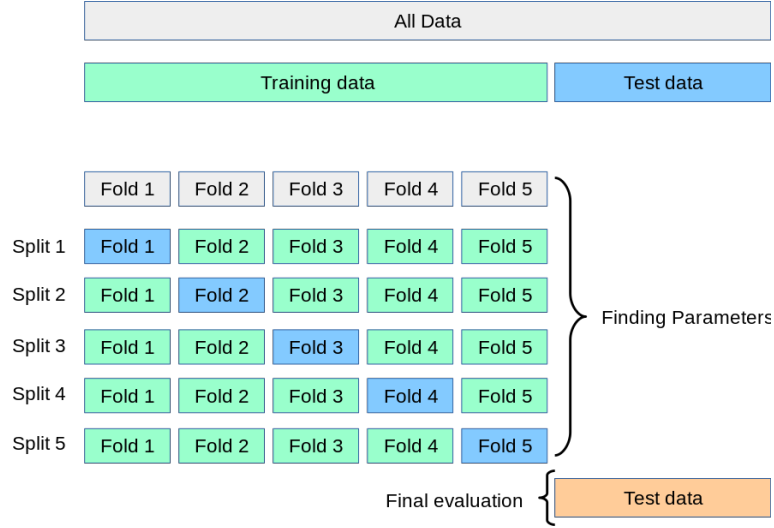 All Data
Training data Test data
Fold 1 Fold 2 Fold 3 Fold 4 Fold 5
Split 1 Fold 1 Fold 2 Fold 3 Fold 4 Fold 5
Split 2 Fold 1 Fold 2 Fold 3 Fold 4 Fold 5
Finding Parameters
Split 3 Fold 1 Fold 2 Fold 3 Fold 4 Fold 5
Split 4 Fold 1 Fold 2 Fold 3 Fold 4 Fold 5
Split 5 Fold 1 Fold 2 Fold 3 Fold 4 Fold 5
Final evaluation Test data